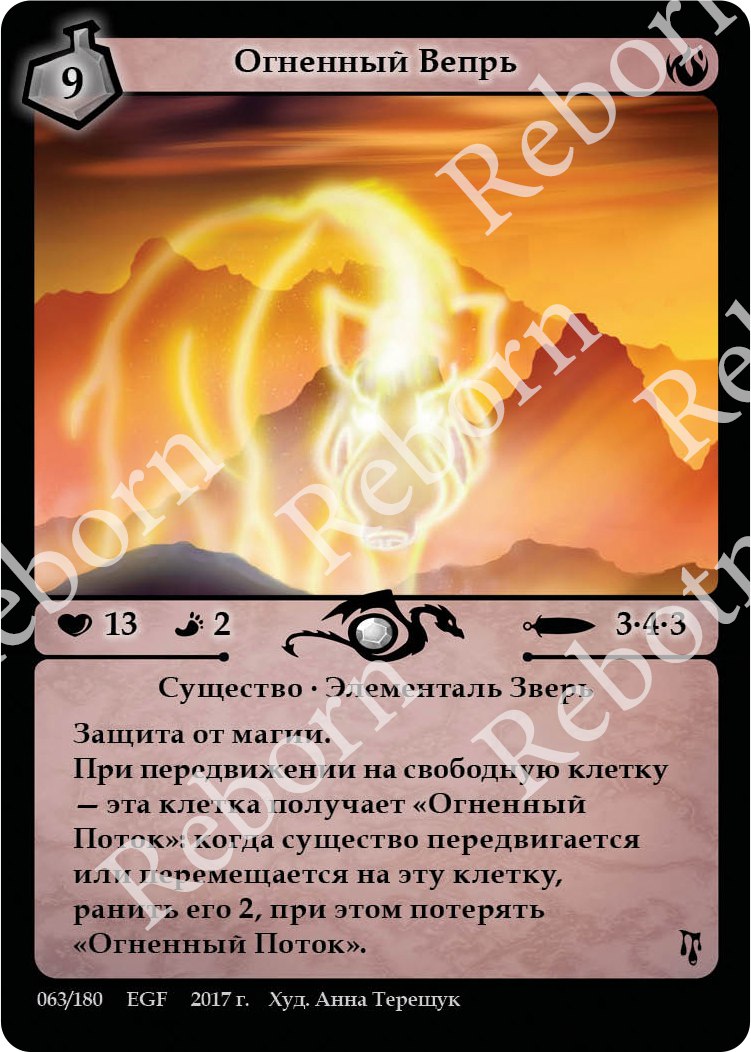 9
Огненный Вепрь
13
2
3·4·3
Существо · Элементаль Зверь
Защита от магии.
При передвижении на свободную клетку
— эта клетка получает «Огненный
Поток»: когда существо передвигается
или перемещается на эту клетку,
ранить его 2, при этом потерять
«Огненный Поток».
063/180 EGF 2017 г. Худ. Анна Терещук
Reborn
Reborn
Reborn
Reborn
Reborn
Reborn